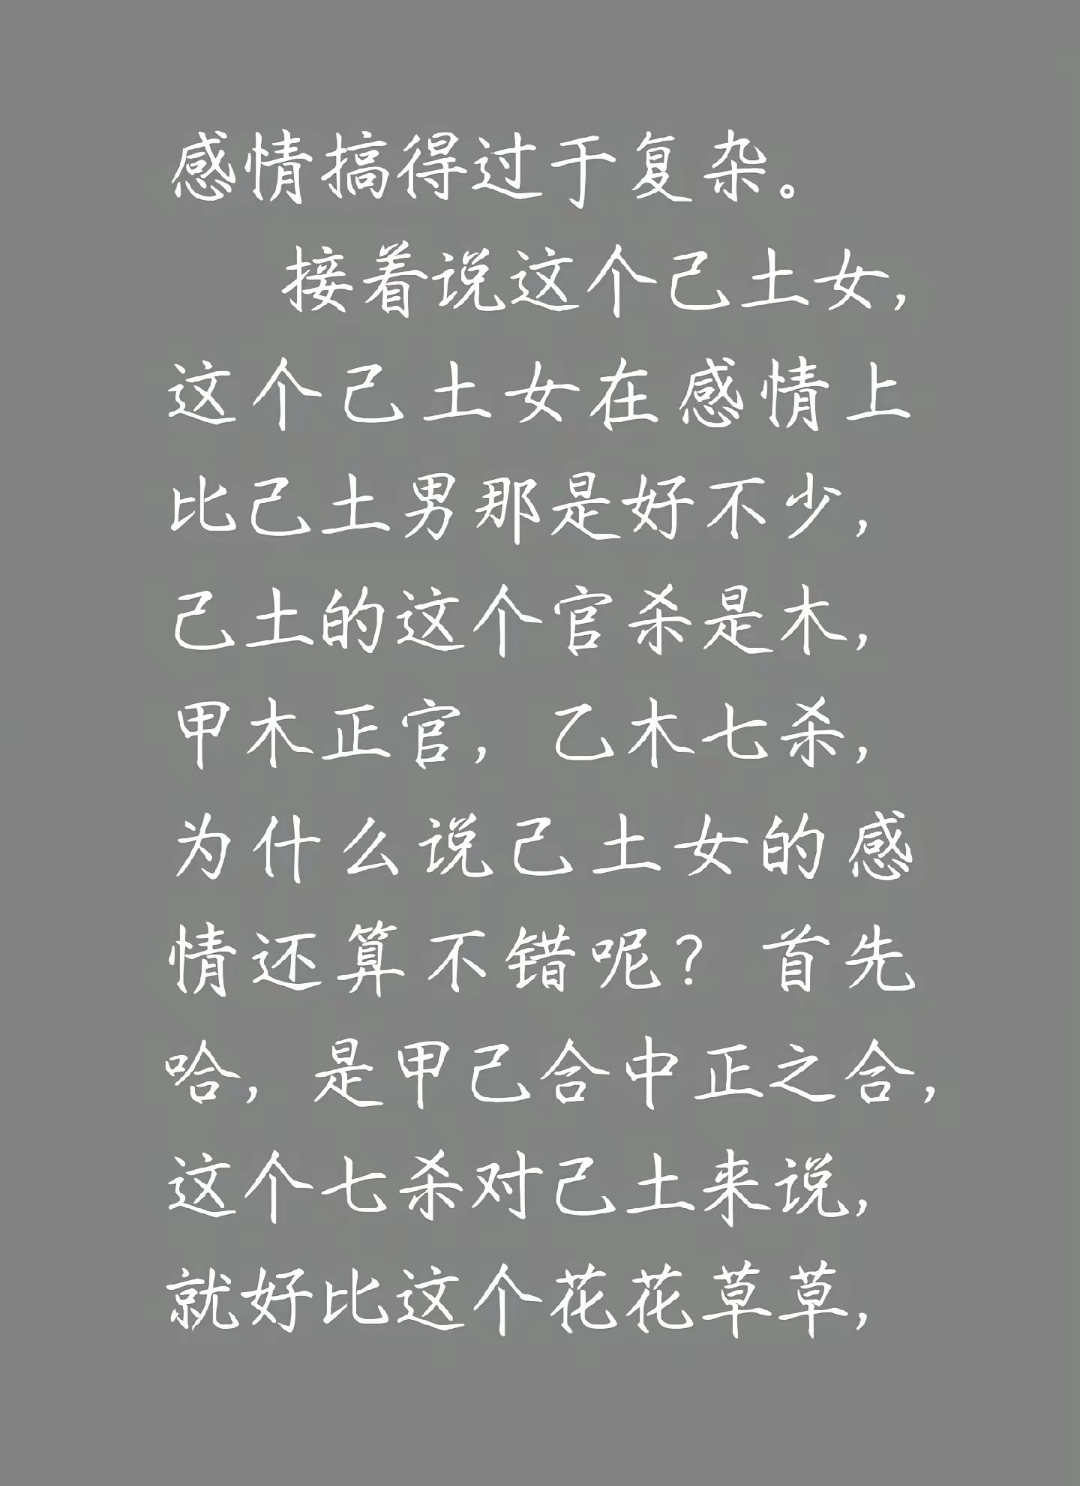 感情搞得过于复杂。
接着说这个己土女，
这个己土女在感情上
比己土男那是好不少，
己土的这个官杀是木，
甲木正官，乙木七杀，
为什么说己土女的感
情还算不错呢？首先
哈，是甲己合中正之合，
这个七杀对己土来说，
就好比这个花花草草，